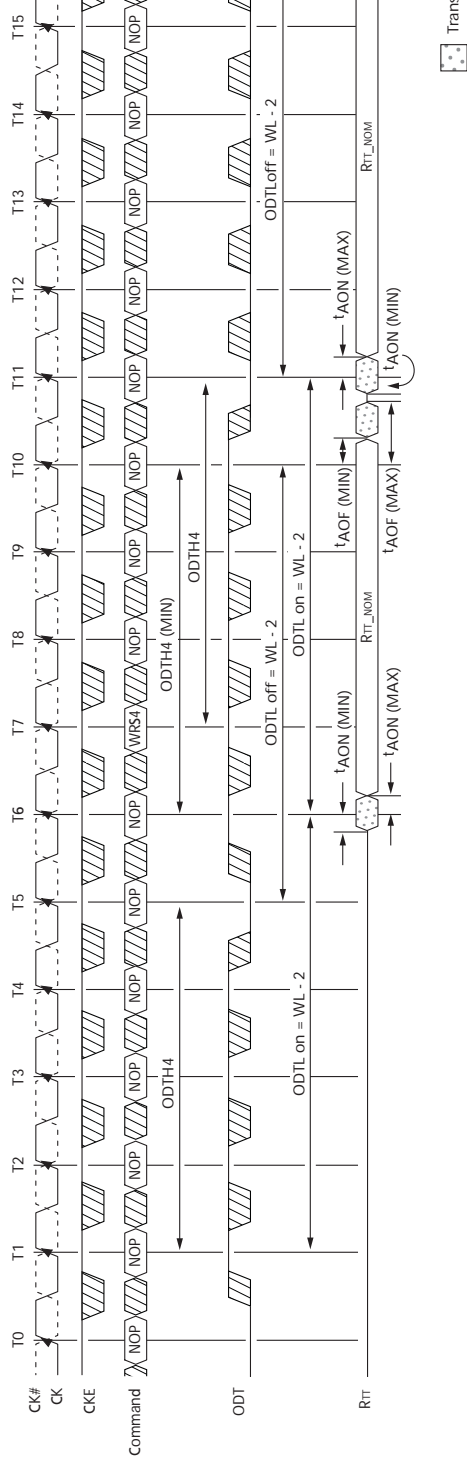 T0 T1 T2 T3 T4 T5 T6 T7 T8 T9 T10 T11 T12 T13 T14 T15
CK#
CK
CKE
Command NOP NOP NOP NOP NOP NOP NOP WRS4 NOP NOP NOP NOP NOP NOP NOP NOP
ODTH4 ODTH4 (MIN)
ODTH4
ODT
ODTL off = WL - 2 ODTLoff = WL - 2
ODTL on = WL - 2 ODTL on = WL - 2
tAON (MIN) tAOF (MIN) tAON (MAX)
RTT RTT_NOM RTT_NOM
tAON (MAX) tAOF (MAX) tAON (MIN)
Trans